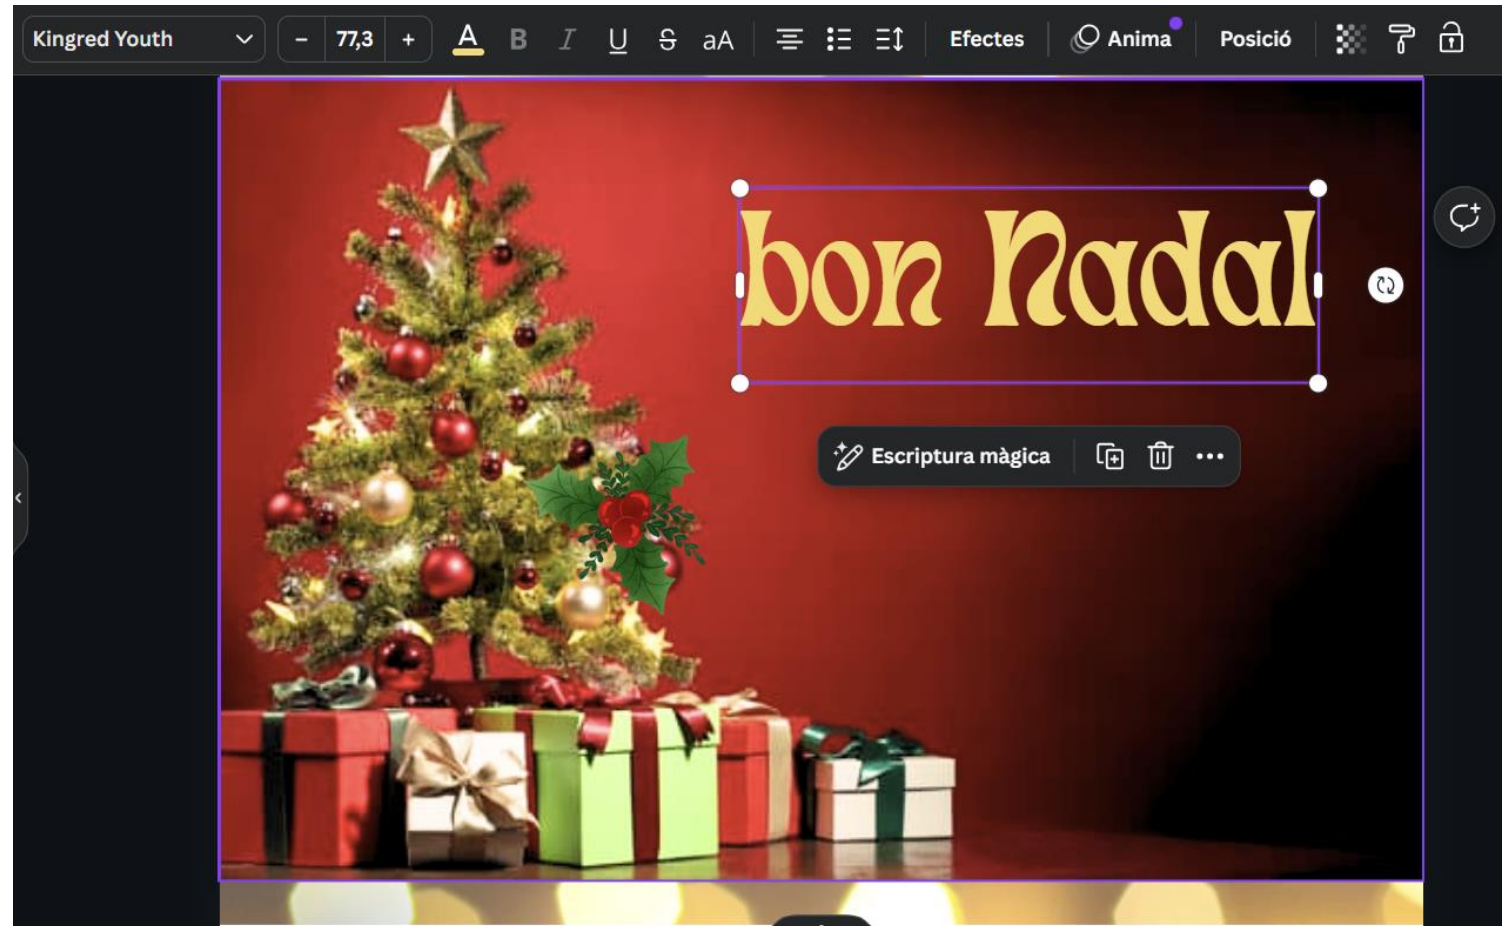 Kingred Youth – 77,3 + A B I U S aA Efectes Anima Posició
bon Nadal
Escriptura màgica